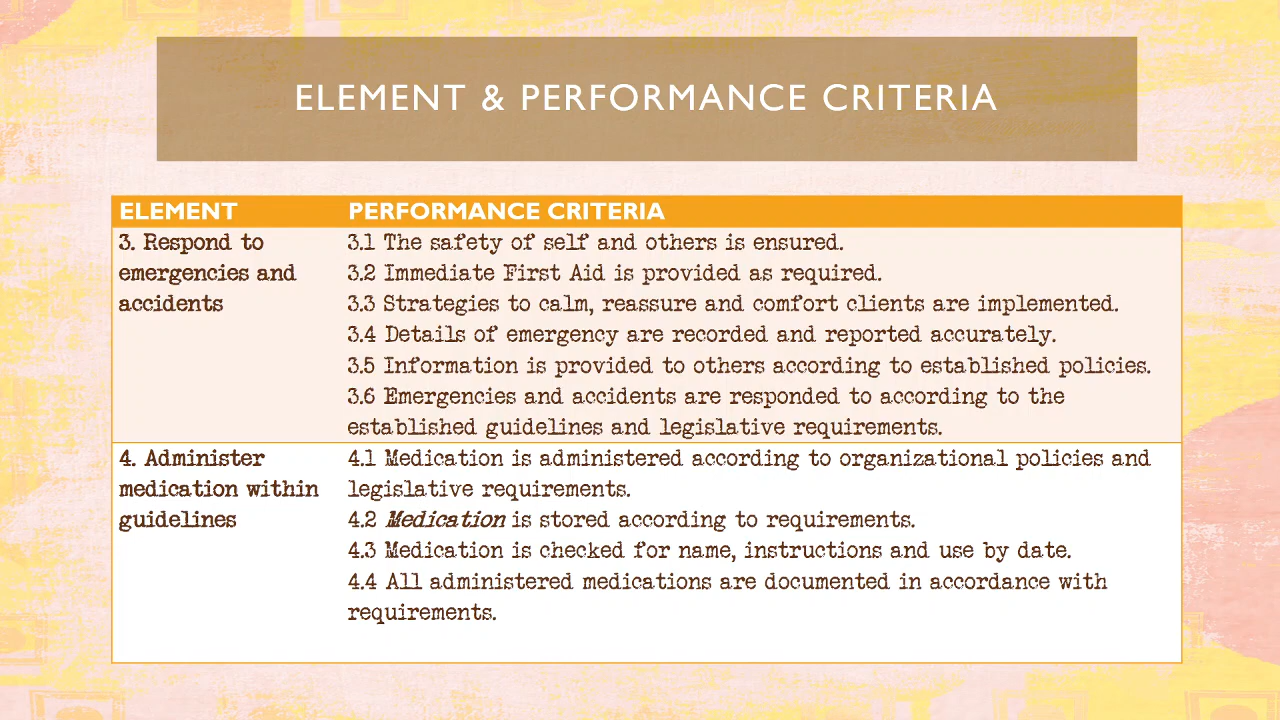 ELEMENT & PERFORMANCE CRITERIA
ELEMENT PERFORMANCE CRITERIA
3. Respond to
emergencies and
accidents
3.1 The safety of self and others is ensured.
3.2 Immediate First Aid is provided as required.
3.3 Strategies to calm, reassure and comfort clients are implemented.
3.4 Details of emergency are recorded and reported accurately.
3.5 Information is provided to others according to established policies.
3.6 Emergencies and accidents are responded to according to the
established guidelines and legislative requirements.
4. Administer
medication within
guidelines
4.1 Medication is administered according to organizational policies and
legislative requirements.
4.2 Medication is stored according to requirements.
4.3 Medication is checked for name, instructions and use by date.
4.4 All administered medications are documented in accordance with
requirements.